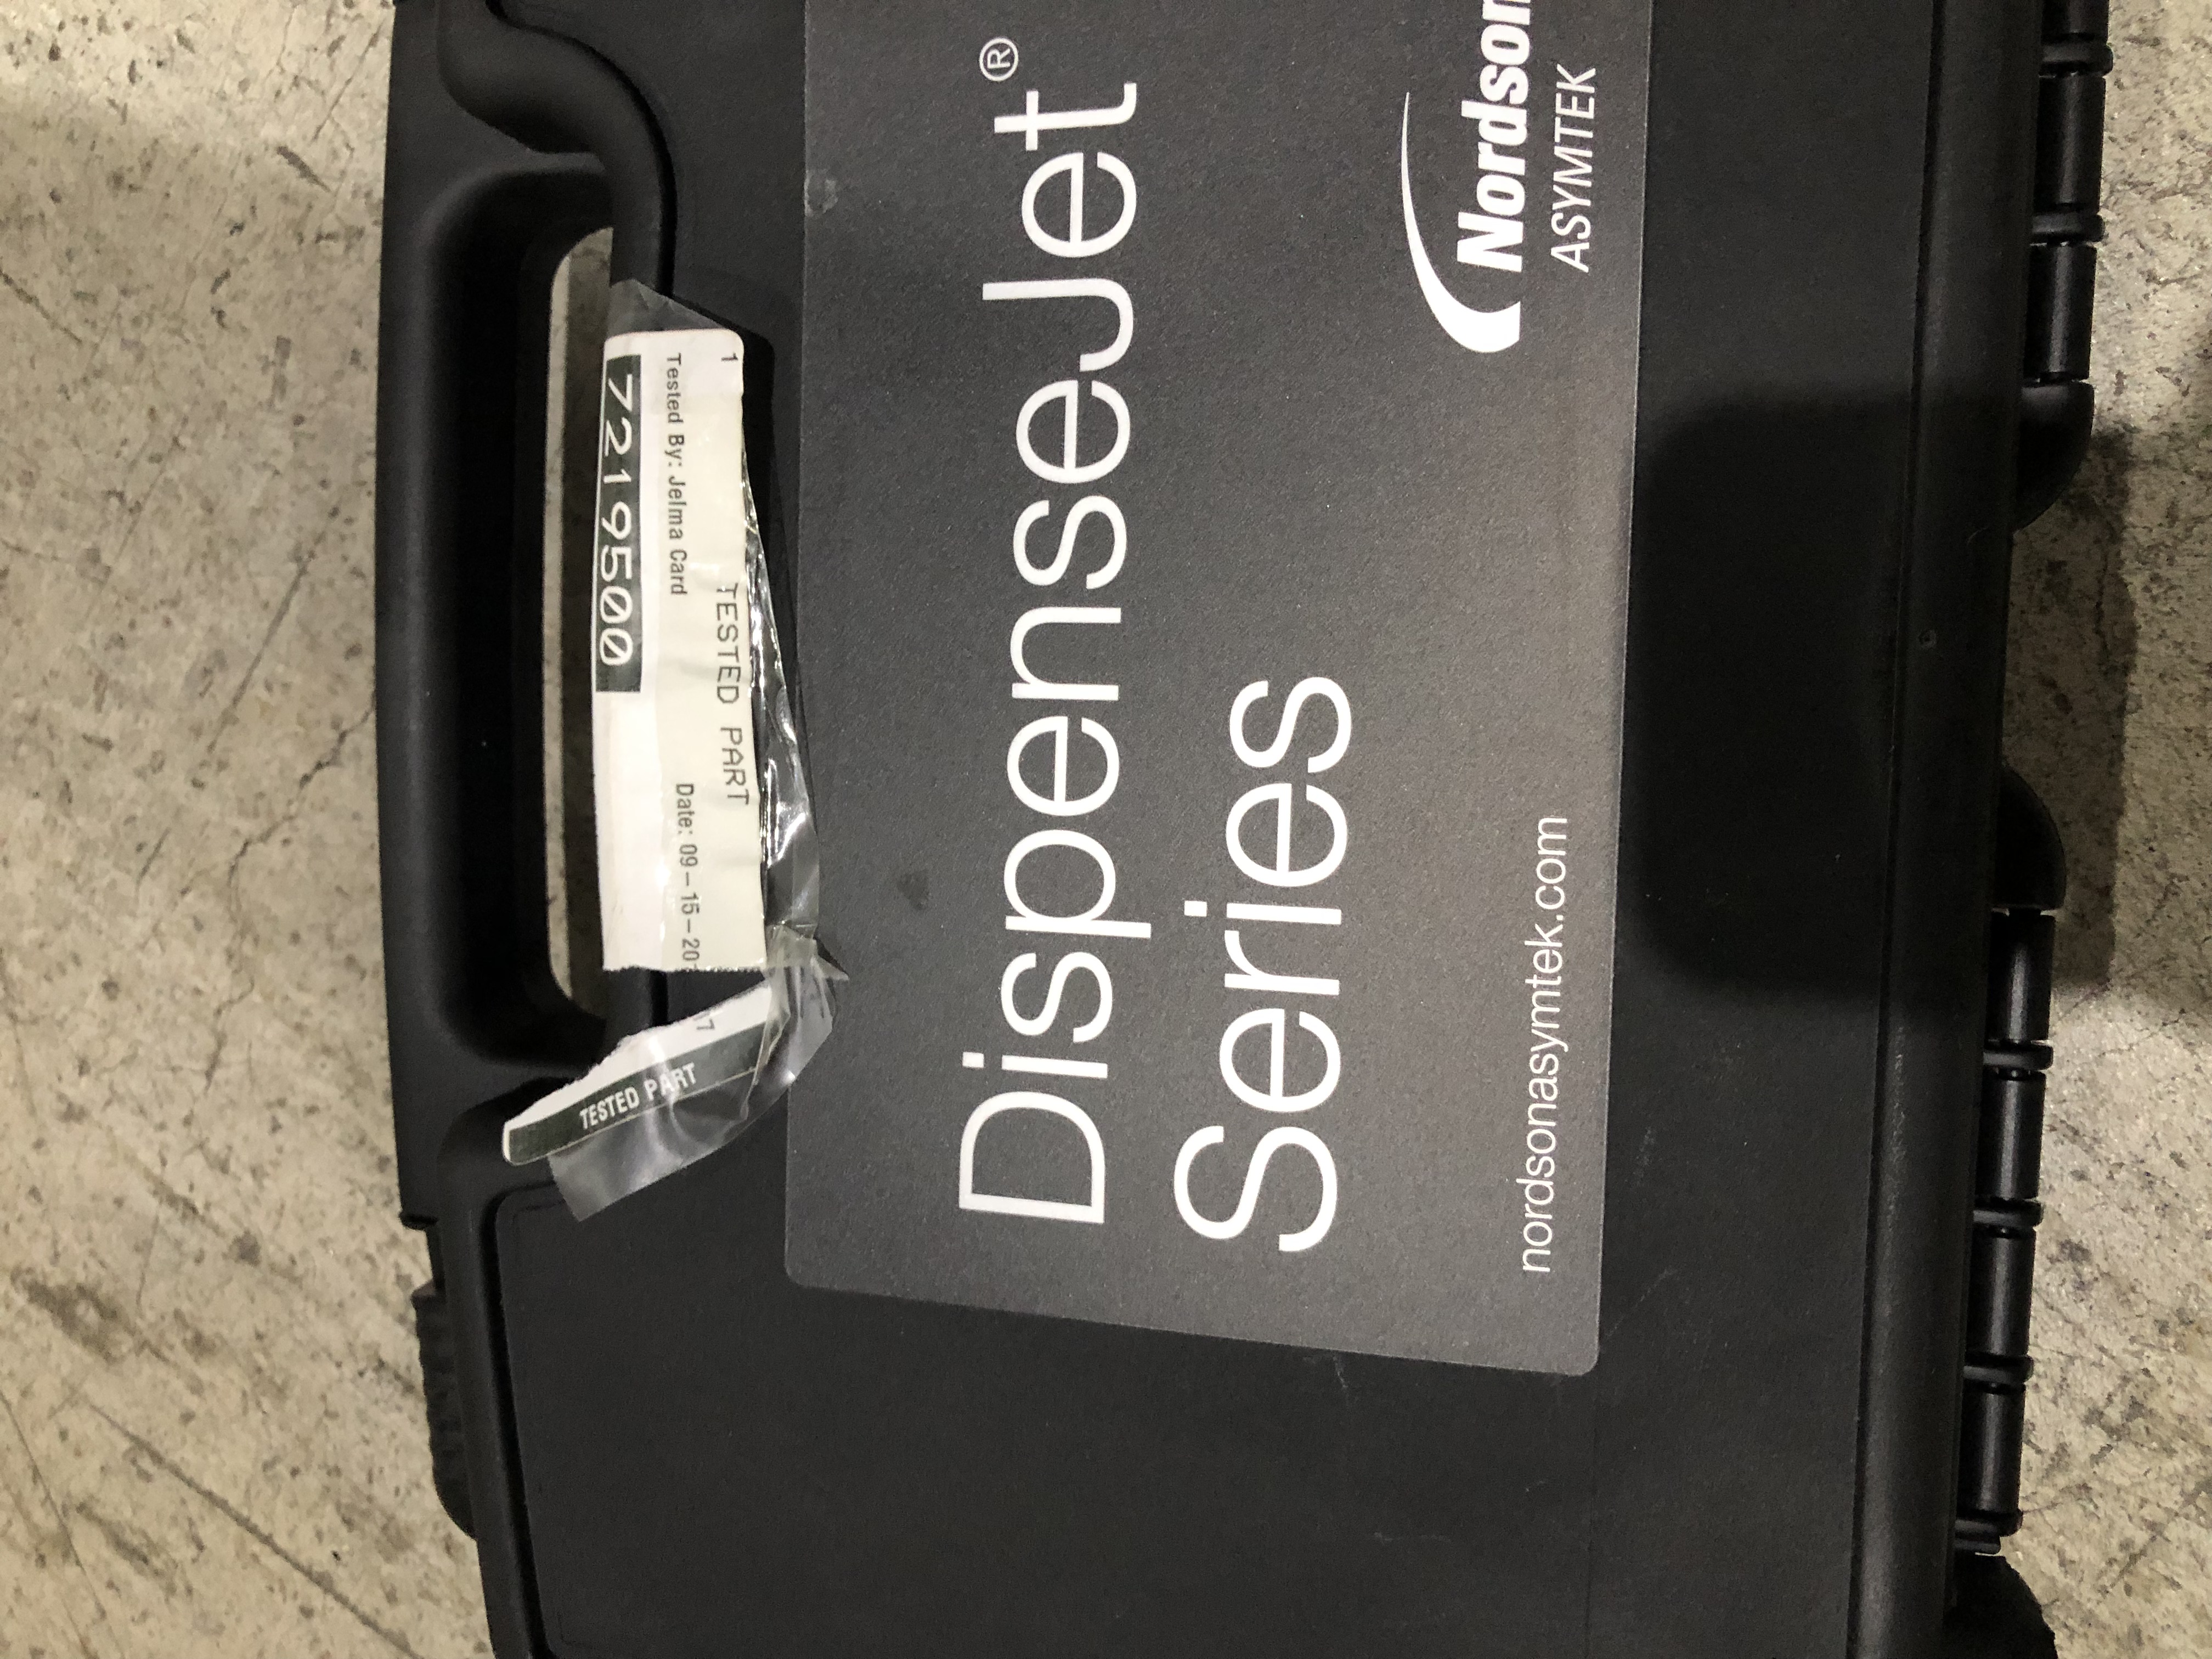 DispenseJet®
Series
nordsonasymtek.com
Nordson
ASYMTEK
1
TESTED PART
Tested By: Jelma Card Date: 09-15-20
7219500
TESTED PART